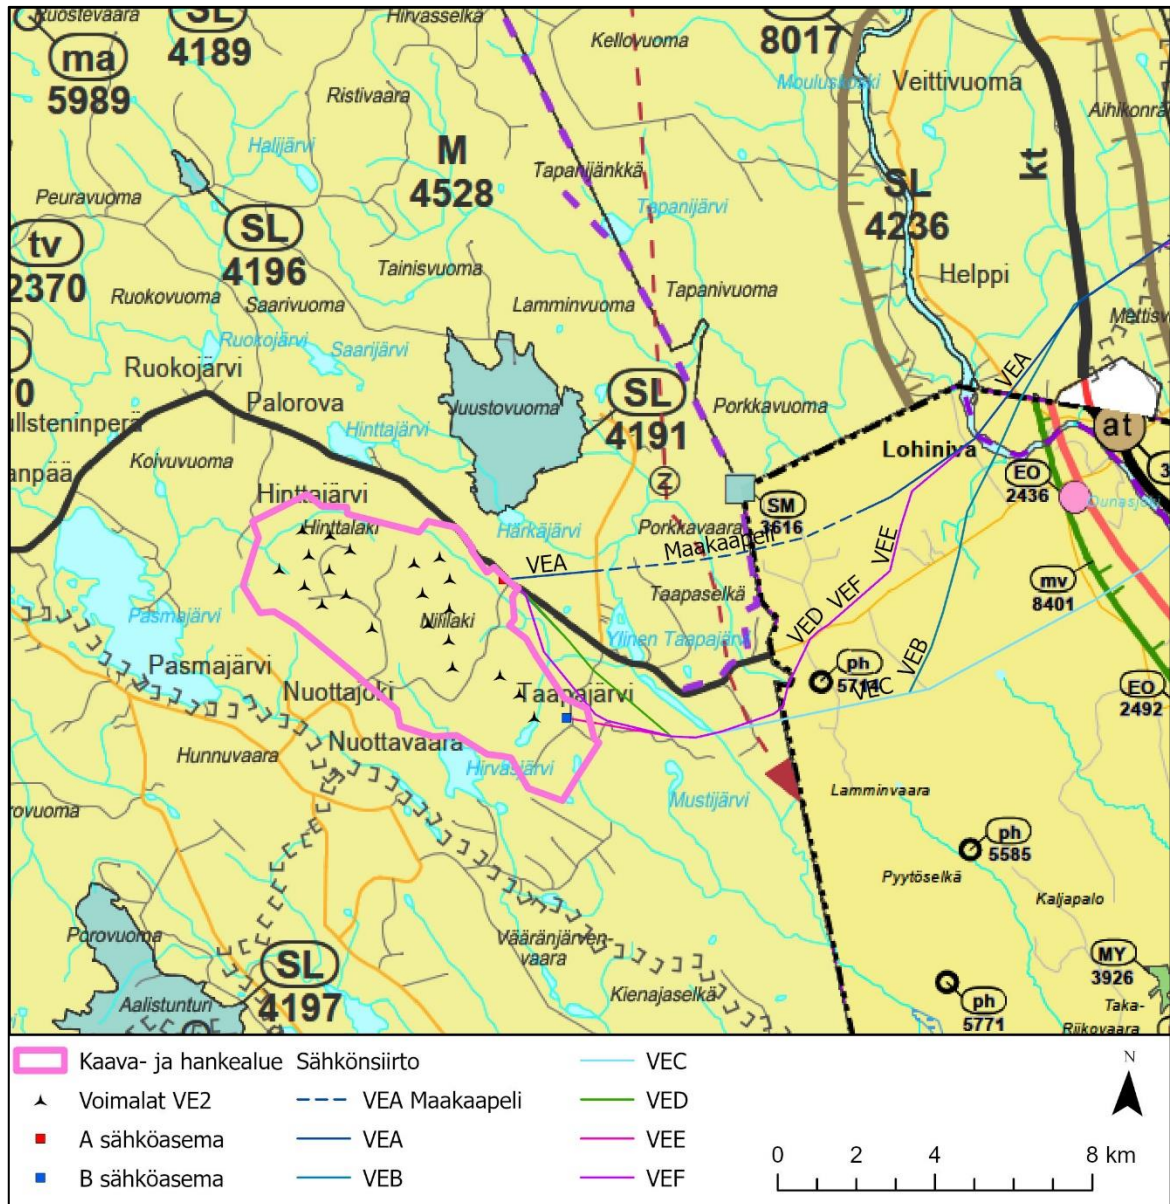 Ruostevaara
SL
4189
Hirvasselkä
Kellovuoma
8017
ma
5989
Ristivaara
Mouluskoski
Veittivuoma
Halijärvi
M
4528
Tapanijänkkä
kt
Peuravuoma
SL
4196
Tapanijärvi
SL
4236
tv
2370
Tainisvuoma
Helppi
Ruokovuoma
Saarivuoma
Lamminvuoma
Tapanivuoma
Ruokojärvi
Saarijärvi
Ruokojärvi
VEA
Palorova
Juustovuoma
SL
4191
Porkkavuoma
at
Hinttajärvi
Koivuvuoma
Lohiniva
Hinttajärvi
Z
EO
2436
Hinttalaki
Härkäjärvi
Porkkavaara
SM
3616
Ounasjoki
VEA
Maakaapeli
VEE
mv
8401
Pasmajärvi
Niililaki
Taapaselkä
Ylinen Taapajärvi
VED
VEF
VEB
Pasmajärvi
Nuottajoki
Taapajärvi
ph
5714
VEC
EO
2492
Nuottavaara
Hunnuvaara
Hirvasjärvi
Mustijärvi
Lamminvaara
ph
5585
Pyytöselkä
Kaljapalo
Porovuoma
Vääränjärven-
vaara
MY
3926
SL
4197
Aalistunturi
Kienajaselkä
ph
5771
Taka-
Riikovaara
Kaava- ja hankealue
Voimalat VE2
A sähköasema
B sähköasema
Sähkönsiirto
VEA Maakaapeli
VEA
VEB
VEC
VED
VEE
VEF
N
0 2 4 8 km